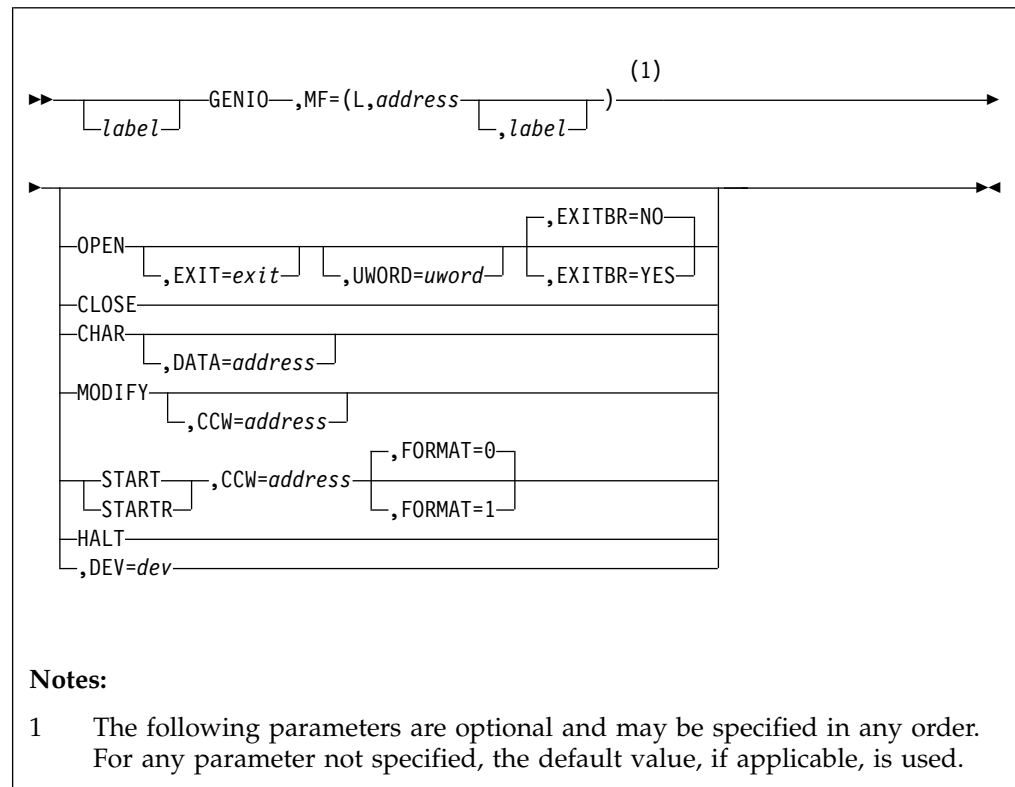 (1)
GENIO ,MF=(L,address )
label ,label
,EXITBR=NO
OPEN
,EXIT=exit ,UWORD=uword ,EXITBR=YES
CLOSE
CHAR
,DATA=address
MODIFY
,CCW=address
,FORMAT=0
START ,CCW=address
STARTR ,FORMAT=1
HALT
,DEV=dev
Notes:
1 The following parameters are optional and may be specified in any order.
For any parameter not specified, the default value, if applicable, is used.